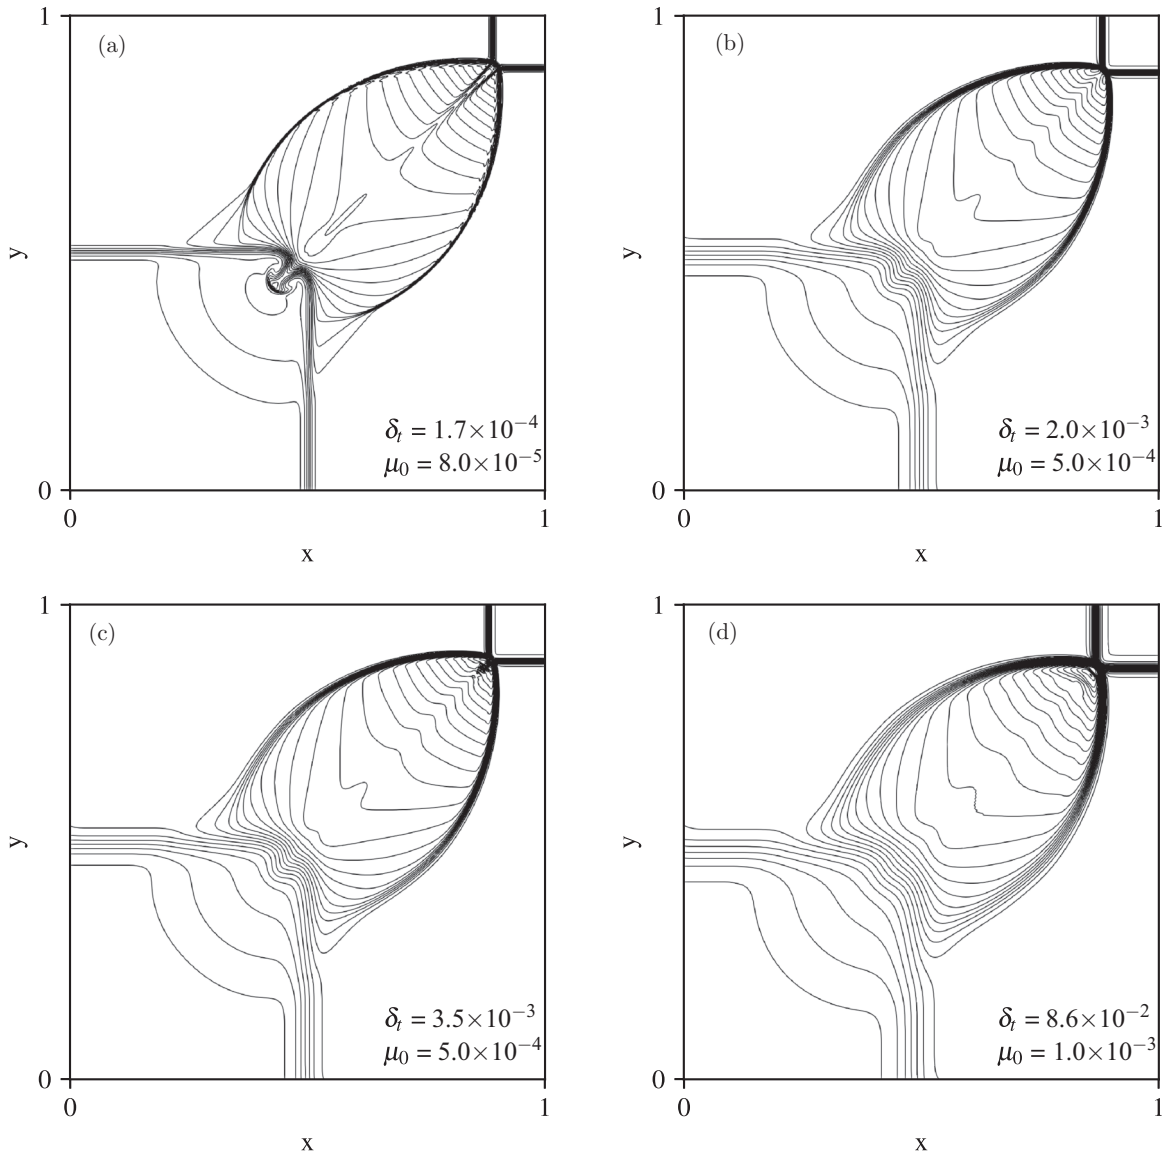 1
(a)
y
δₜ = 1.7×10⁻⁴
μ₀ = 8.0×10⁻⁵
0
0
1
x
1
(b)
y
δₜ = 2.0×10⁻³
μ₀ = 5.0×10⁻⁴
0
0
1
x
1
(c)
y
δₜ = 3.5×10⁻³
μ₀ = 5.0×10⁻⁴
0
0
1
x
1
(d)
y
δₜ = 8.6×10⁻²
μ₀ = 1.0×10⁻³
0
0
1
x